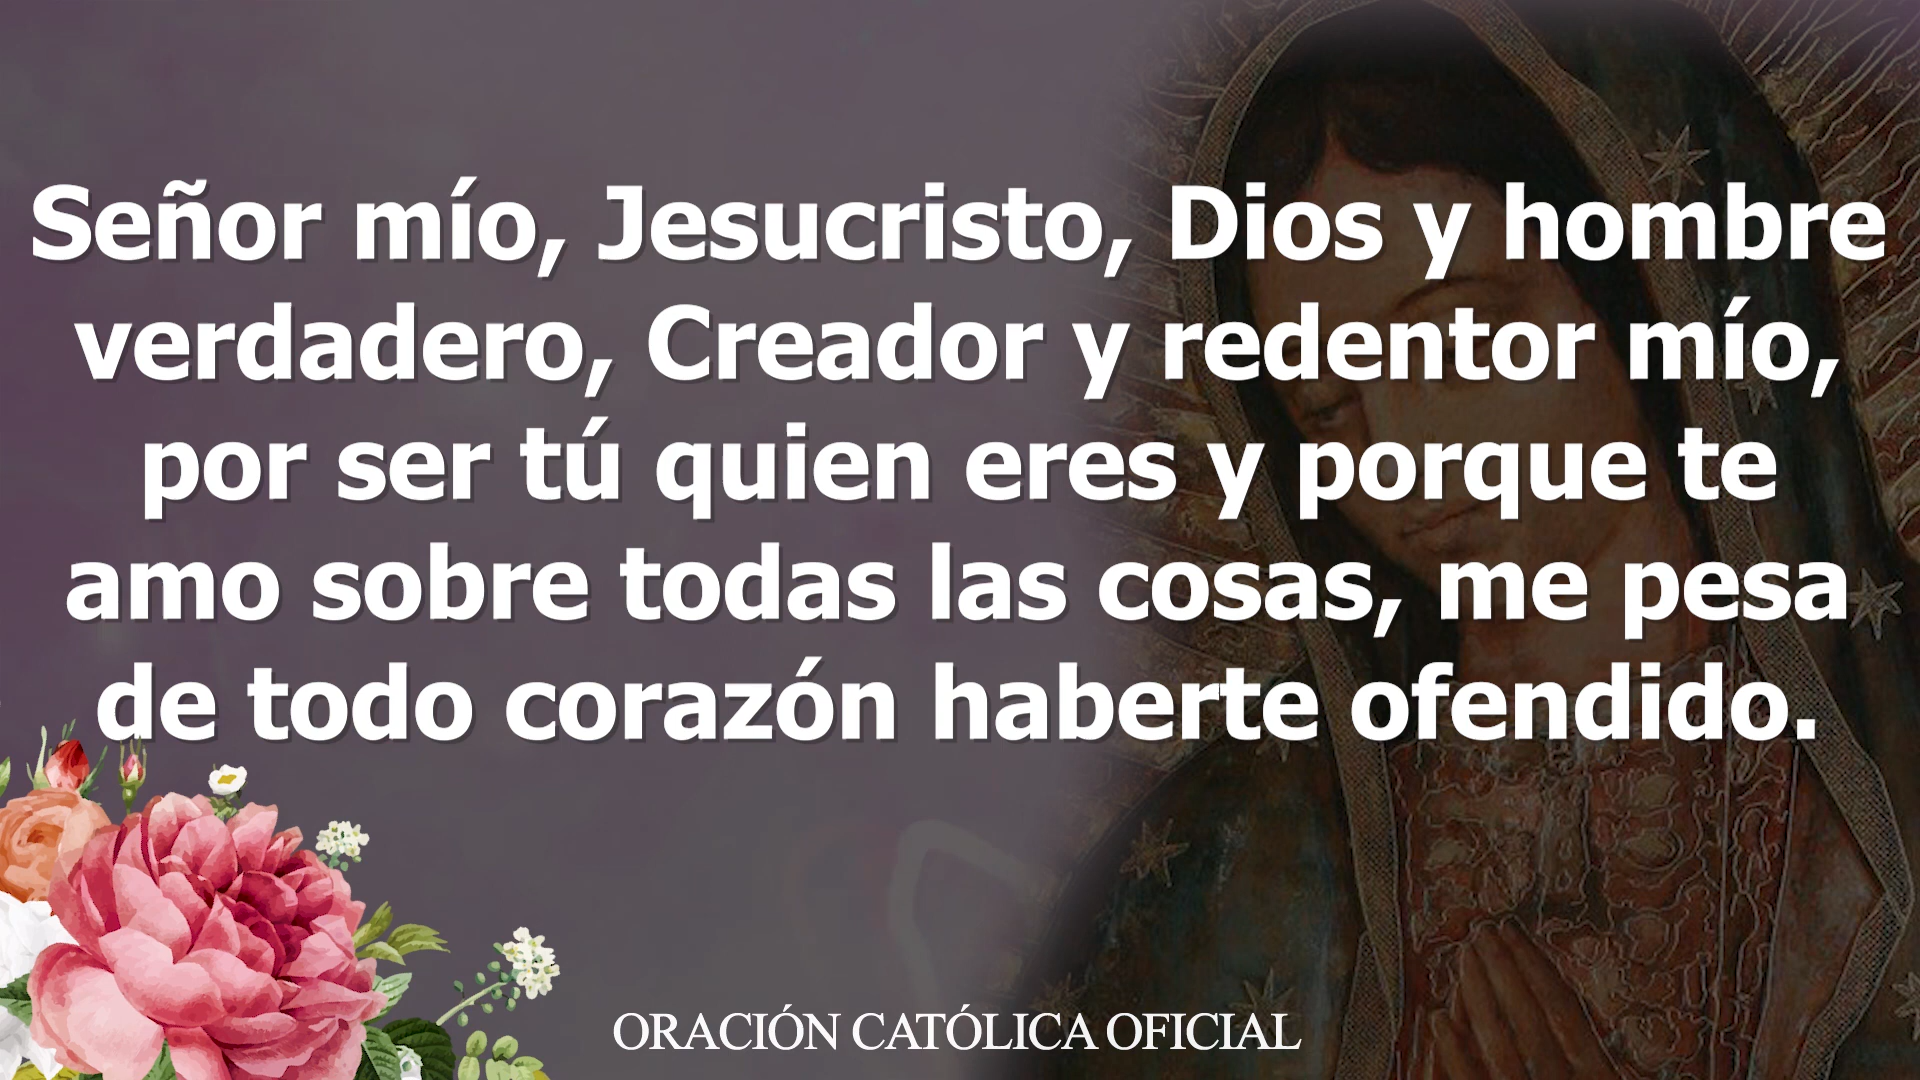 Señor mío, Jesucristo, Dios y hombre
verdadero, Creador y redentor mío,
por ser tú quien eres y porque te
amo sobre todas las cosas, me pesa
de todo corazón haberte ofendido.
ORACIÓN CATÓLICA OFICIAL